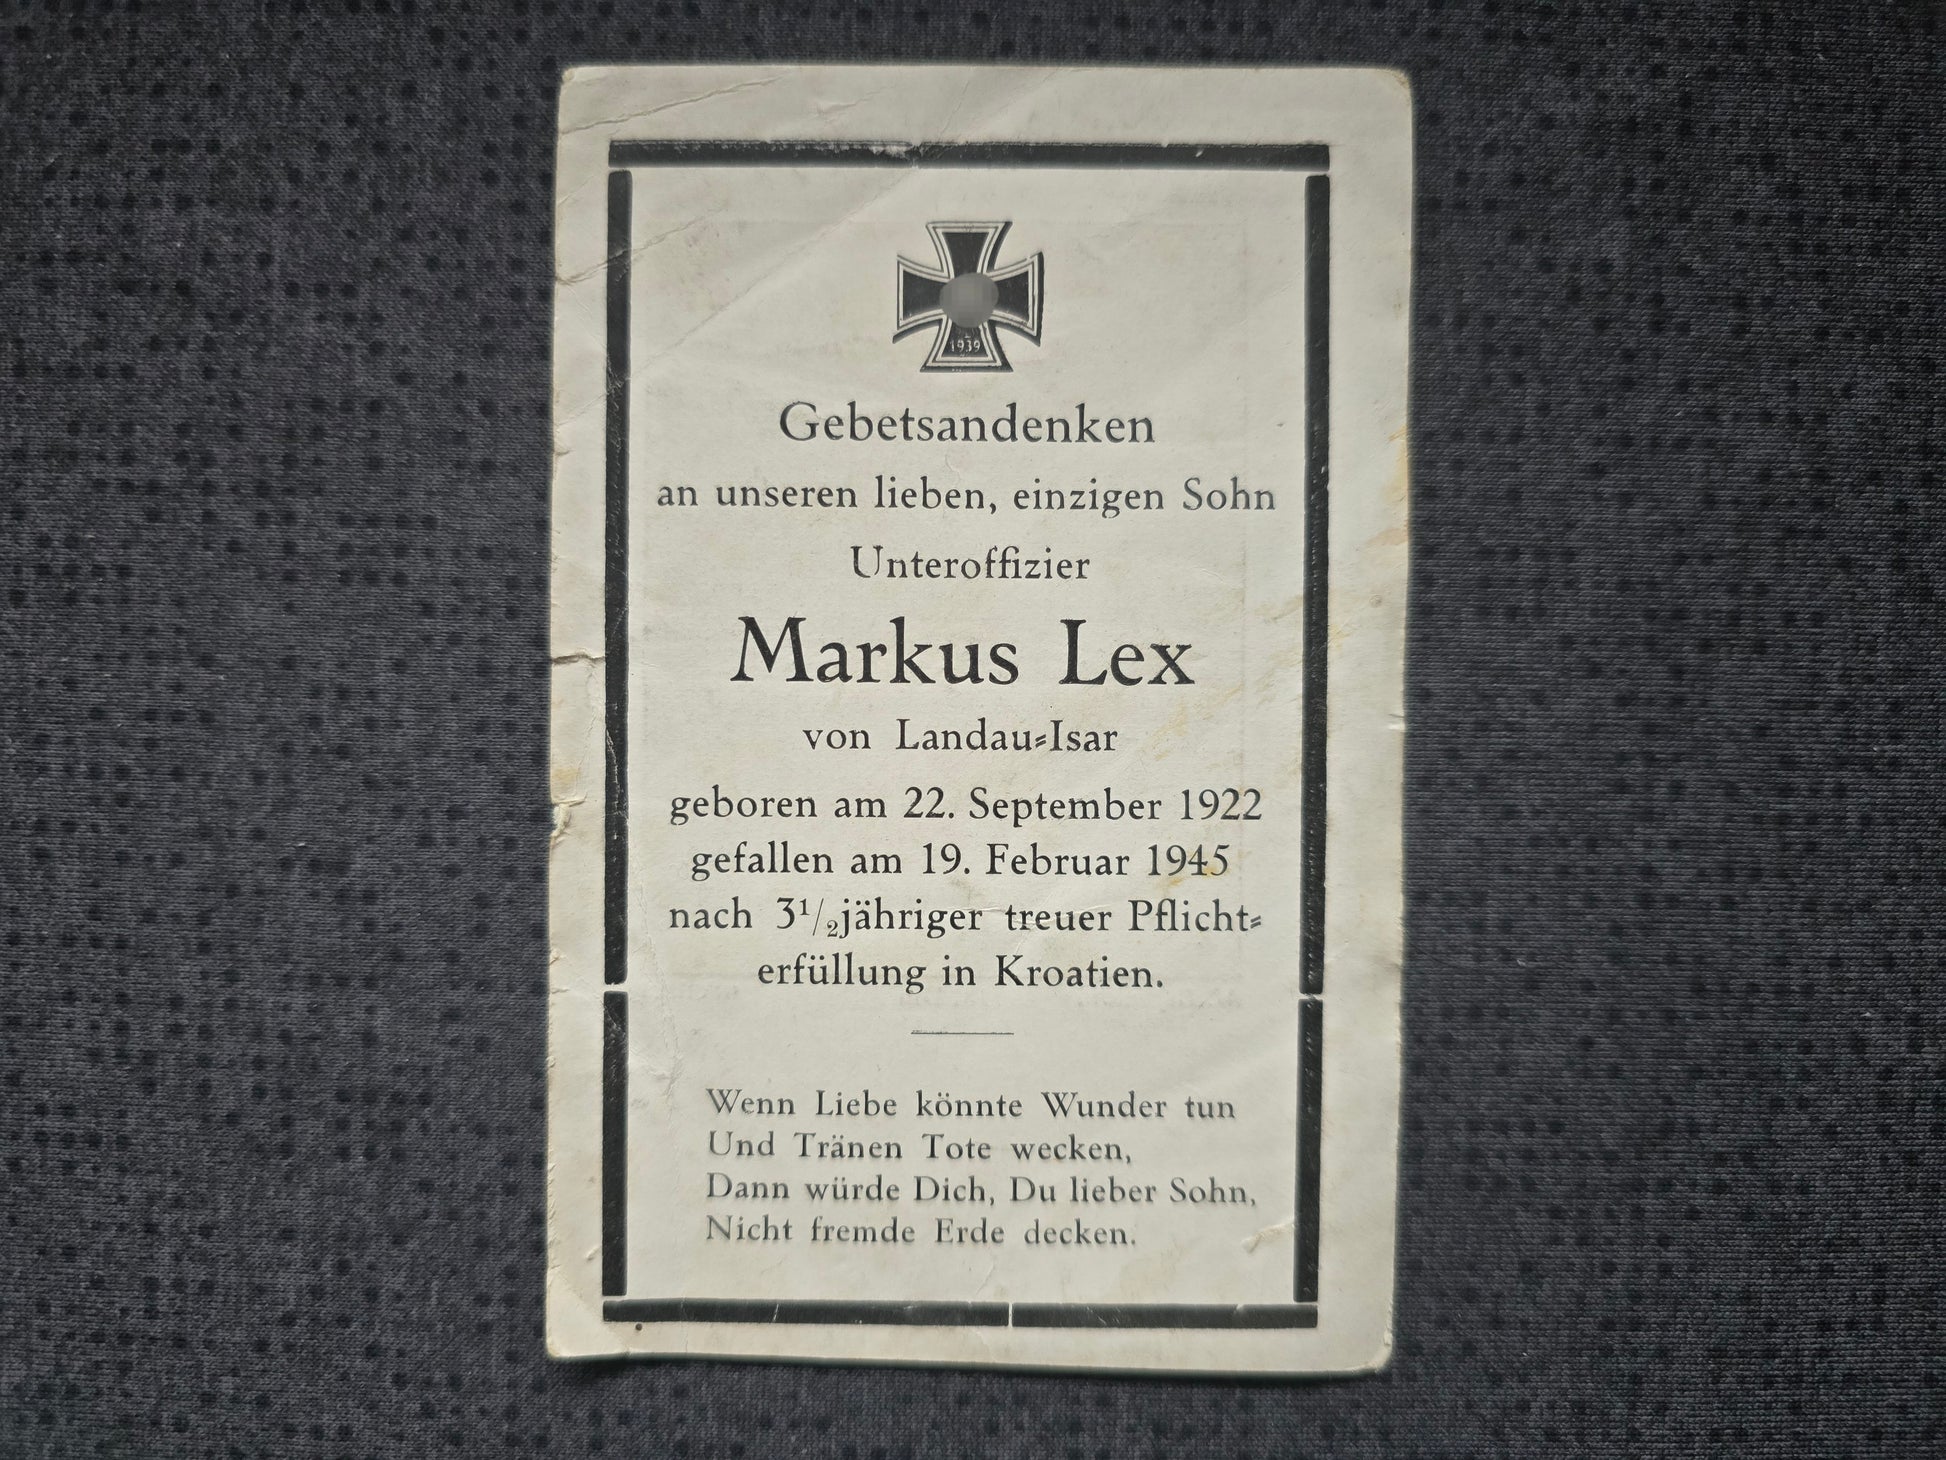 1939
Gebetsandenken
an unseren lieben, einzigen Sohn
Unteroffizier
Markus Lex
von Landau-Isar
geboren am 22. September 1922
gefallen am 19. Februar 1945
nach 3½jähriger treuer Pflicht-
erfüllung in Kroatien.
Wenn Liebe könnte Wunder tun
Und Tränen Tote wecken,
Dann würde Dich, Du lieber Sohn,
Nicht fremde Erde decken.